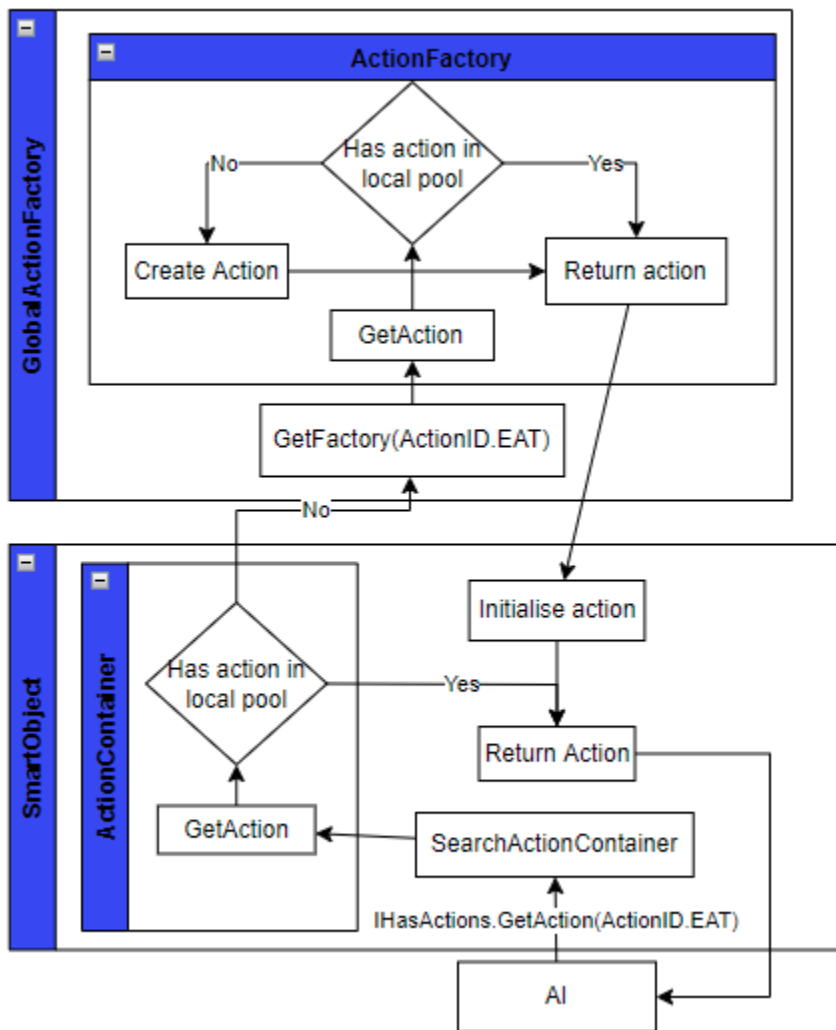 GlobalActionFactory
ActionFactory
Has action in
local pool
No
Yes
Create Action
Return action
GetAction
GetFactory(ActionID.EAT)
No
SmartObject
ActionContainer
Initialise action
Has action in
local pool
Yes
Return Action
GetAction
SearchActionContainer
IHasActions.GetAction(ActionID.EAT)
AI